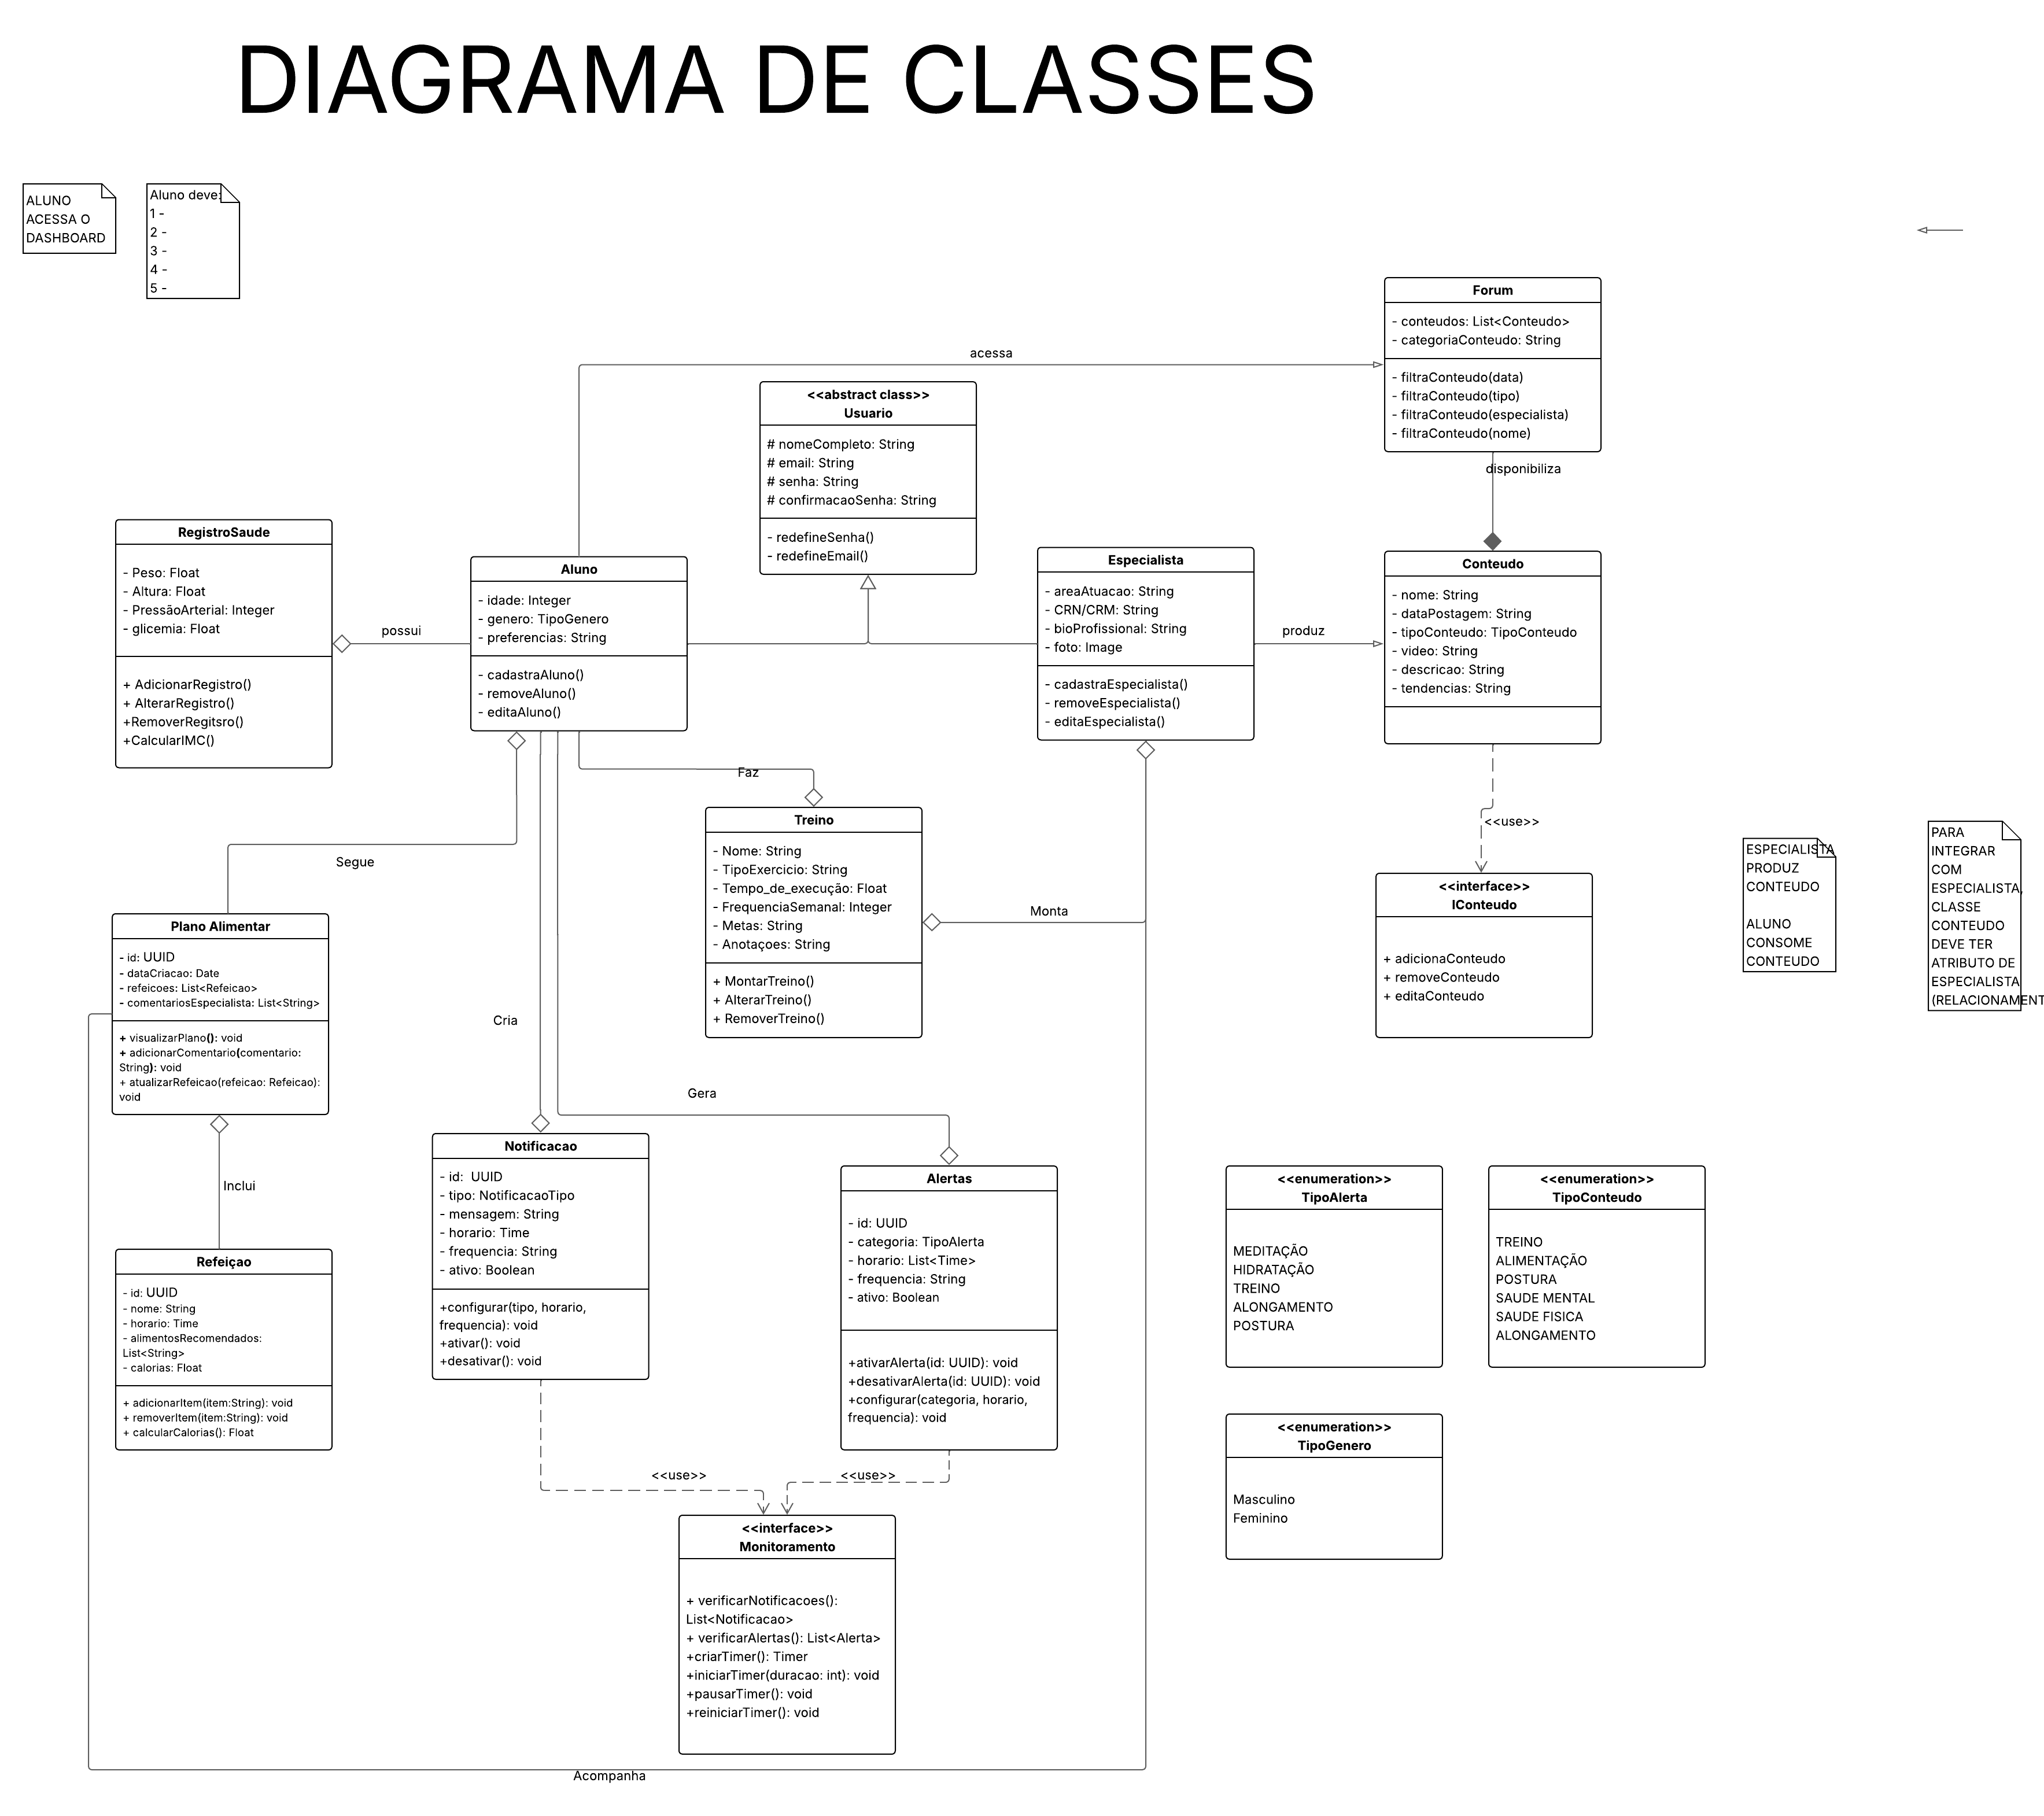 DIAGRAMA DE CLASSES
ALUNO
ACESSA O
DASHBOARD
Aluno deve:
1 -
2 -
3 -
4 -
5 -
Forum
- conteudos: List<Conteudo>
- categoriaConteudo: String
- filtraConteudo(data)
- filtraConteudo(tipo)
- filtraConteudo(especialista)
- filtraConteudo(nome)
acessa
<<abstract class>>
Usuario
# nomeCompleto: String
# email: String
# senha: String
# confirmacaoSenha: String
- redefineSenha()
- redefineEmail()
disponibiliza
RegistroSaude
- Peso: Float
- Altura: Float
- PressãoArterial: Integer
- glicemia: Float
+ AdicionarRegistro()
+ AlterarRegistro()
+RemoverRegitsro()
+CalcularIMC()
possui
Aluno
- idade: Integer
- genero: TipoGenero
- preferencias: String
- cadastraAluno()
- removeAluno()
- editaAluno()
Especialista
- areaAtuacao: String
- CRN/CRM: String
- bioProfissional: String
- foto: Image
- cadastraEspecialista()
- removeEspecialista()
- editaEspecialista()
produz
Conteudo
- nome: String
- dataPostagem: String
- tipoConteudo: TipoConteudo
- video: String
- descricao: String
- tendencias: String
Faz
Treino
- Nome: String
- TipoExercicio: String
- Tempo_de_execução: Float
- FrequenciaSemanal: Integer
- Metas: String
- Anotaçoes: String
+ MontarTreino()
+ AlterarTreino()
+ RemoverTreino()
Monta
<<use>>
<<interface>>
IConteudo
+ adicionaConteudo
+ removeConteudo
+ editaConteudo
ESPECIALISTA
PRODUZ
CONTEUDO
ALUNO
CONSOME
CONTEUDO
PARA
INTEGRAR
COM
ESPECIALISTA,
CLASSE
CONTEUDO
DEVE TER
ATRIBUTO DE
ESPECIALISTA
(RELACIONAMENT
Segue
Plano Alimentar
- id: UUID
- dataCriacao: Date
- refeicoes: List<Refeicao>
- comentariosEspecialista: List<String>
+ visualizarPlano(): void
+ adicionarComentario(comentario:
String): void
+ atualizarRefeicao(refeicao: Refeicao):
void
Cria
Gera
Inclui
Refeiçao
- id: UUID
- nome: String
- horario: Time
- alimentosRecomendados:
List<String>
- calorias: Float
+ adicionarItem(item:String): void
+ removerItem(item:String): void
+ calcularCalorias(): Float
Notificacao
- id:  UUID
- tipo: NotificacaoTipo
- mensagem: String
- horario: Time
- frequencia: String
- ativo: Boolean
+configurar(tipo, horario,
frequencia): void
+ativar(): void
+desativar(): void
Alertas
- id: UUID
- categoria: TipoAlerta
- horario: List<Time>
- frequencia: String
- ativo: Boolean
+ativarAlerta(id: UUID): void
+desativarAlerta(id: UUID): void
+configurar(categoria, horario,
frequencia): void
<<enumeration>>
TipoAlerta
MEDITAÇÃO
HIDRATAÇÃO
TREINO
ALONGAMENTO
POSTURA
<<enumeration>>
TipoConteudo
TREINO
ALIMENTAÇÃO
POSTURA
SAUDE MENTAL
SAUDE FISICA
ALONGAMENTO
<<enumeration>>
TipoGenero
Masculino
Feminino
<<use>>
<<use>>
<<interface>>
Monitoramento
+ verificarNotificacoes():
List<Notificacao>
+ verificarAlertas(): List<Alerta>
+criarTimer(): Timer
+iniciarTimer(duracao: int): void
+pausarTimer(): void
+reiniciarTimer(): void
Acompanha